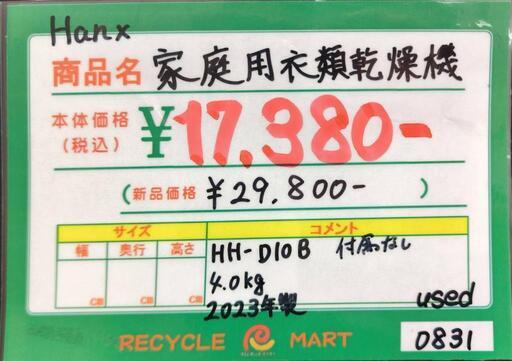 Hanx
商品名 家庭用衣類乾燥機
本体価格
(税込) ¥17,380-
(新品価格 ¥29,800- )
サイズ コメント
幅 奥行 高さ
HH-D10B 付属なし
4.0kg
2023年製
cm cm cm
used
RECYCLE MART 0831